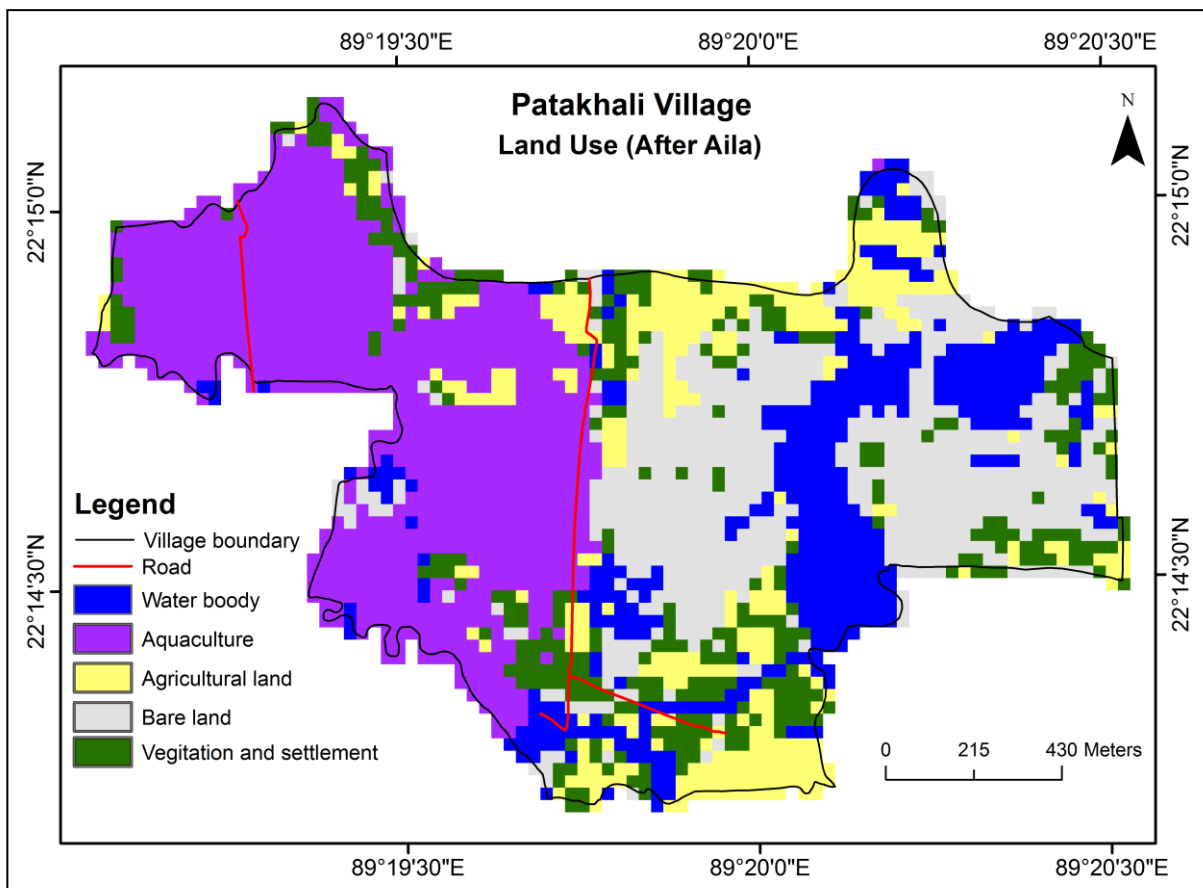 89°19'30"E
89°20'0"E
89°20'30"E
Patakhali Village
Land Use (After Aila)
N
22°15'0"N
22°15'0"N
Legend
Village boundary
Road
Water boody
Aquaculture
Agricultural land
Bare land
Vegitation and settlement
22°14'30"N
22°14'30"N
0 215 430 Meters
89°19'30"E
89°20'0"E
89°20'30"E